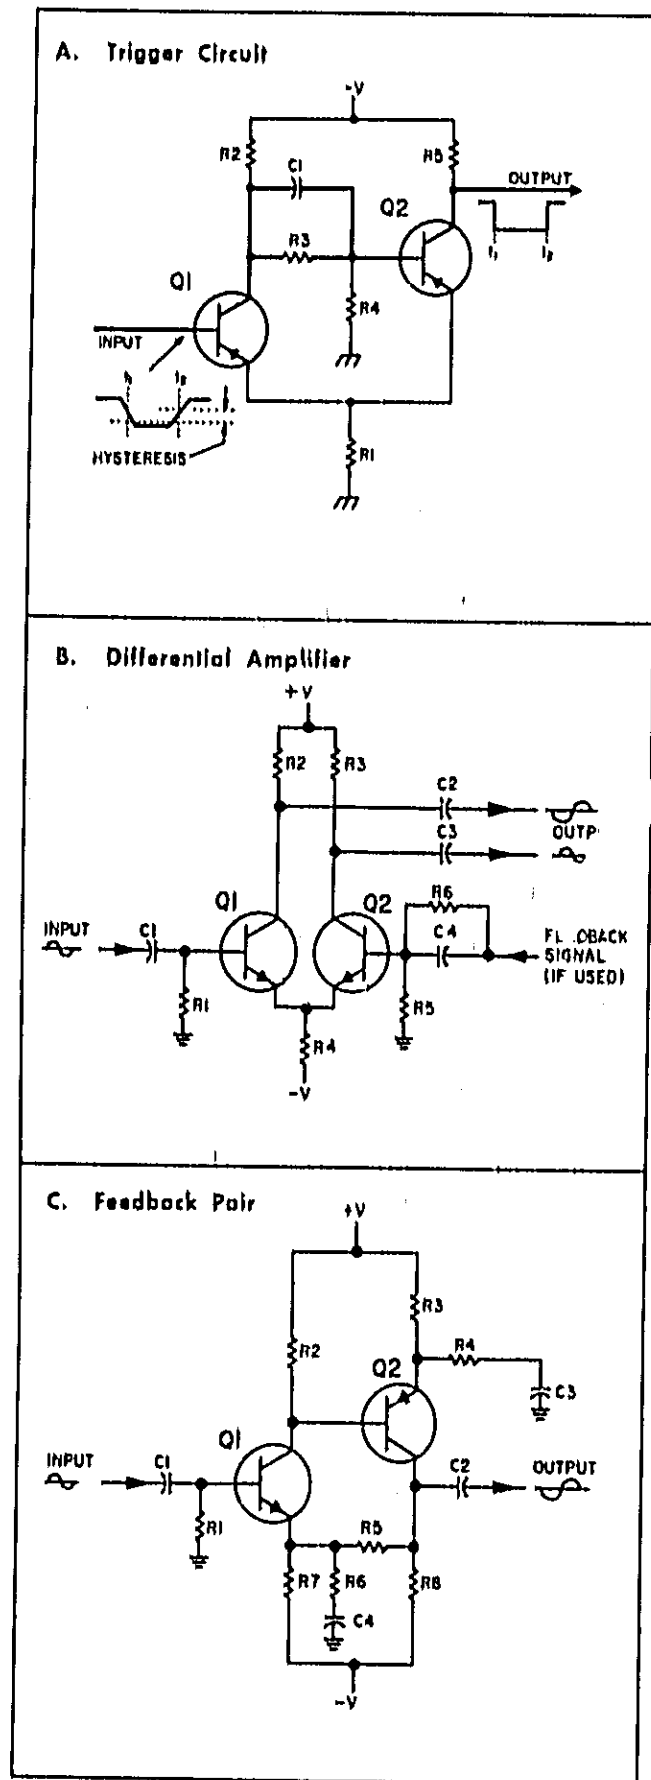 A. Trigger Circuit
-V
R2
C1
R5
OUTPUT
Q2
R3
t₁
Q1
R4
INPUT
HYSTERESIS
R1
B. Differential Amplifier
+V
R2
R3
C2
OUTP
C3
Q1
Q2
R6
INPUT
C1
C4
SIGNAL
(IF USED)
R1
R5
R4
-V
C. Feedback Pair
+V
R3
R2
R4
Q2
C3
Q1
INPUT
C1
C2
OUTPUT
R1
R5
R7
R6
R8
C4
-V